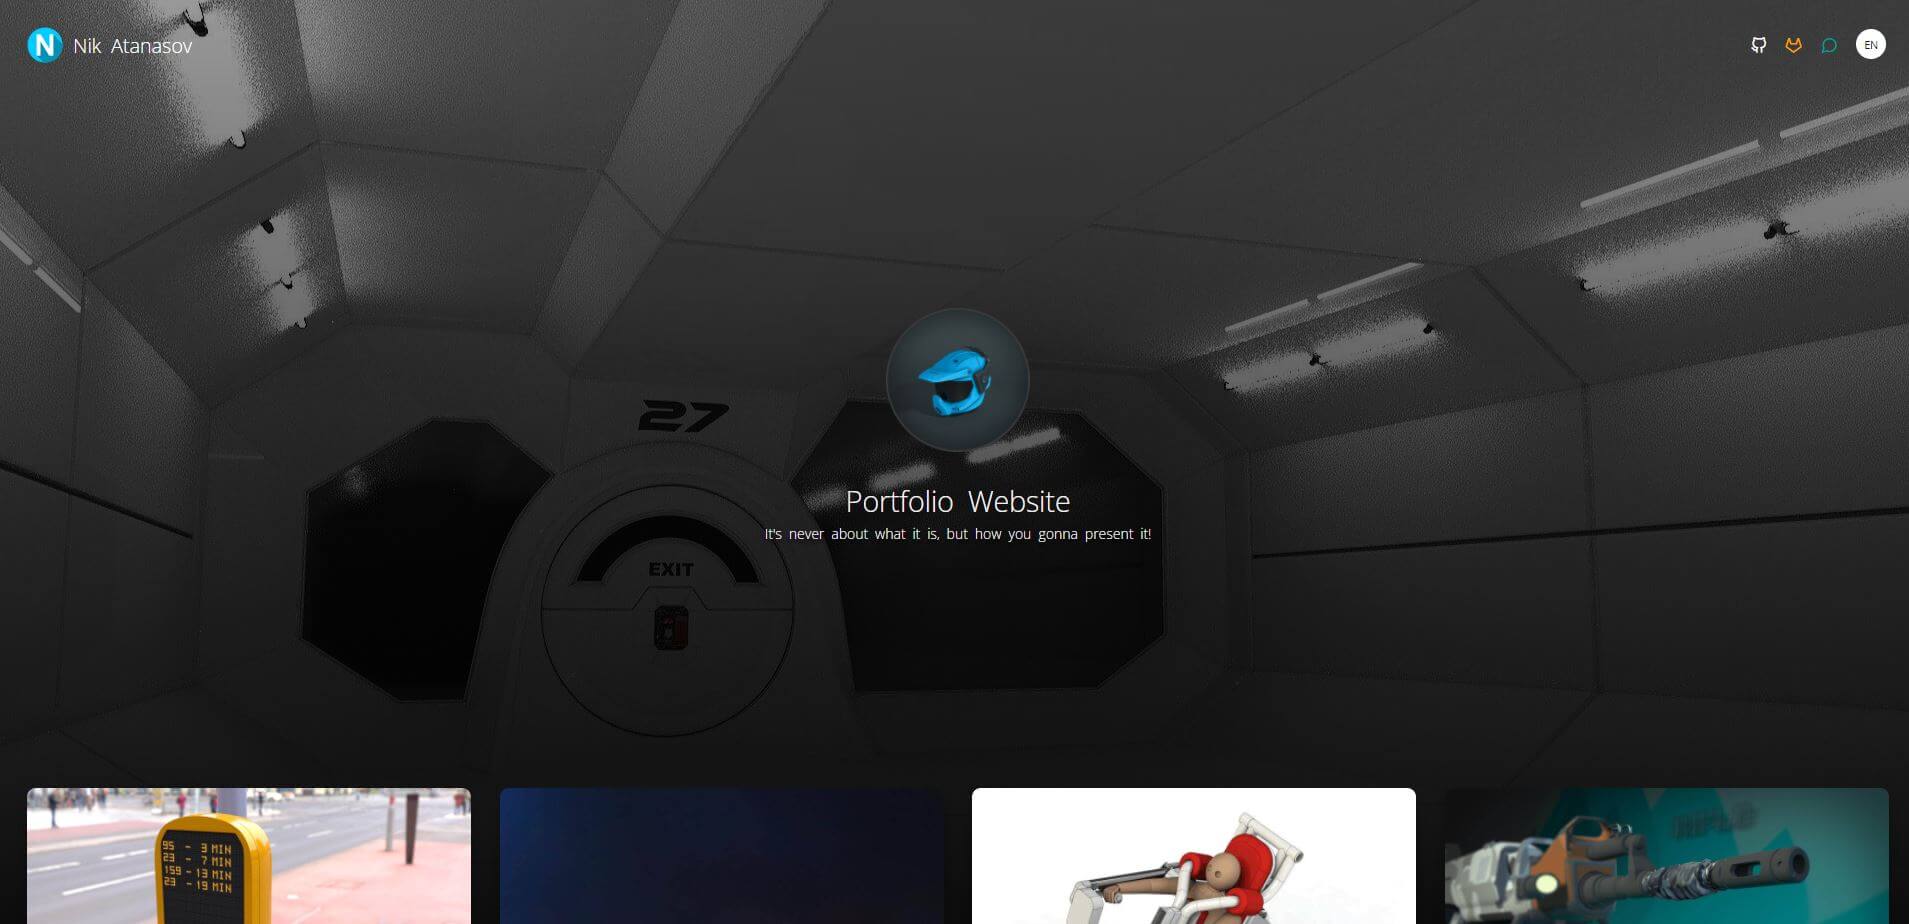 N Nik Atanasov
EN
27
Portfolio Website
It's never about what it is, but how you gonna present it!
EXIT
95 - 3 MIN
23 - 7 MIN
159 - 13 MIN
23 - 19 MIN